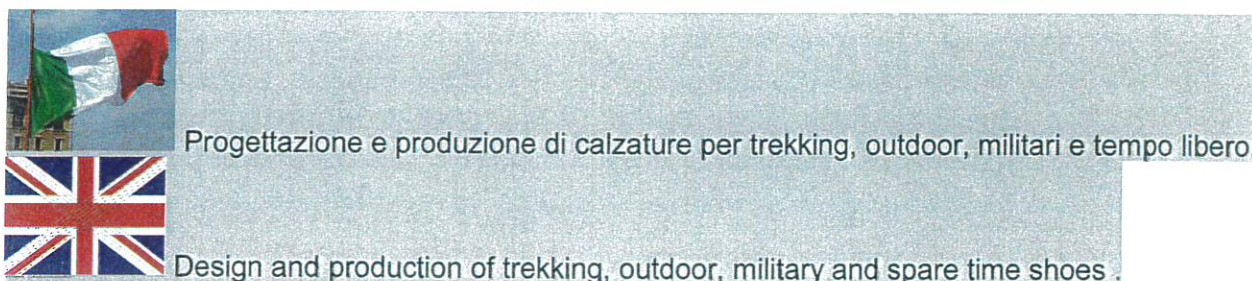 Progettazione e produzione di calzature per trekking, outdoor, militari e tempo libero
Design and production of trekking, outdoor, military and spare time shoes .